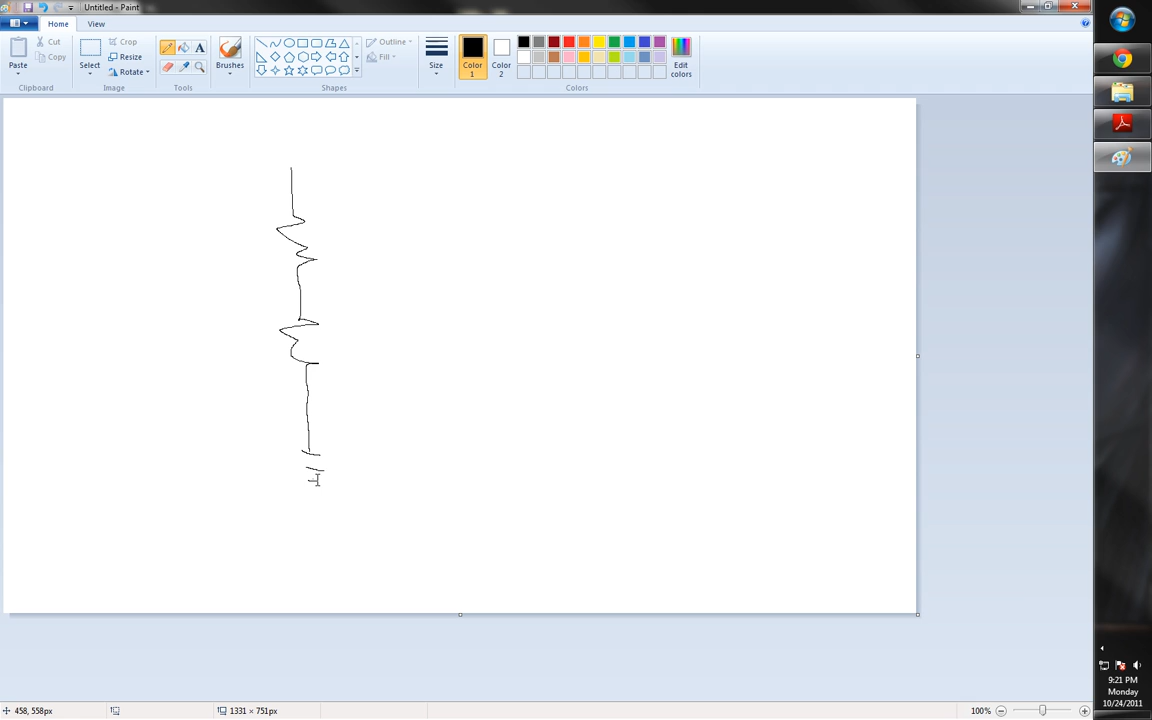 Untitled - Paint
Home View
Paste Cut Copy Clipboard
Select Crop Resize Rotate Image
A
Tools
Brushes
Outline Fill Shapes
Size
Color 1
Color 2
Edit colors
Colors
458, 558px
1331 × 751px
100%
9:21 PM
Monday
10/24/2011